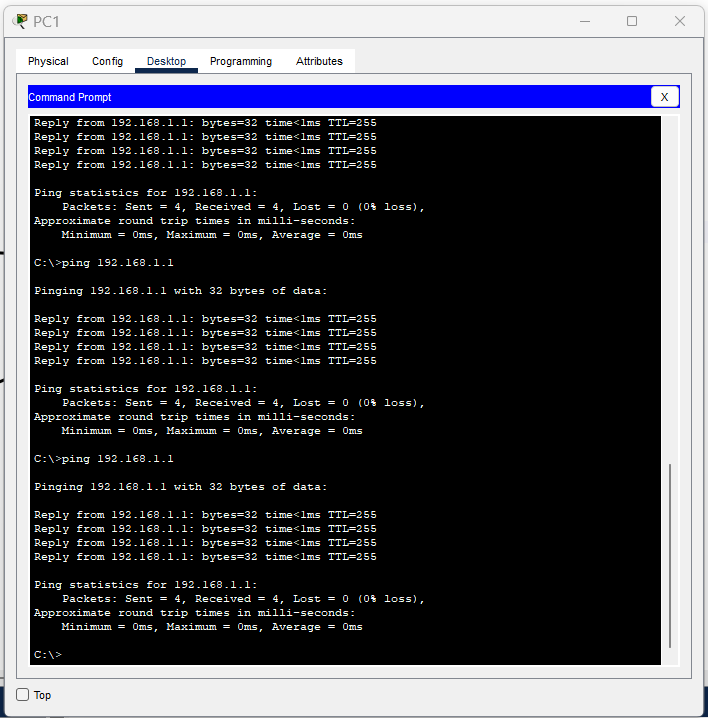 PC1
Physical Config Desktop Programming Attributes
Command Prompt X
Reply from 192.168.1.1: bytes=32 time<1ms TTL=255
Reply from 192.168.1.1: bytes=32 time<1ms TTL=255
Reply from 192.168.1.1: bytes=32 time<1ms TTL=255
Reply from 192.168.1.1: bytes=32 time<1ms TTL=255
Ping statistics for 192.168.1.1:
Packets: Sent = 4, Received = 4, Lost = 0 (0% loss),
Approximate round trip times in milli-seconds:
Minimum = 0ms, Maximum = 0ms, Average = 0ms
C:\>ping 192.168.1.1
Pinging 192.168.1.1 with 32 bytes of data:
Reply from 192.168.1.1: bytes=32 time<1ms TTL=255
Reply from 192.168.1.1: bytes=32 time<1ms TTL=255
Reply from 192.168.1.1: bytes=32 time<1ms TTL=255
Reply from 192.168.1.1: bytes=32 time<1ms TTL=255
Ping statistics for 192.168.1.1:
Packets: Sent = 4, Received = 4, Lost = 0 (0% loss),
Approximate round trip times in milli-seconds:
Minimum = 0ms, Maximum = 0ms, Average = 0ms
C:\>ping 192.168.1.1
Pinging 192.168.1.1 with 32 bytes of data:
Reply from 192.168.1.1: bytes=32 time<1ms TTL=255
Reply from 192.168.1.1: bytes=32 time<1ms TTL=255
Reply from 192.168.1.1: bytes=32 time<1ms TTL=255
Reply from 192.168.1.1: bytes=32 time<1ms TTL=255
Ping statistics for 192.168.1.1:
Packets: Sent = 4, Received = 4, Lost = 0 (0% loss),
Approximate round trip times in milli-seconds:
Minimum = 0ms, Maximum = 0ms, Average = 0ms
C:\>
Top